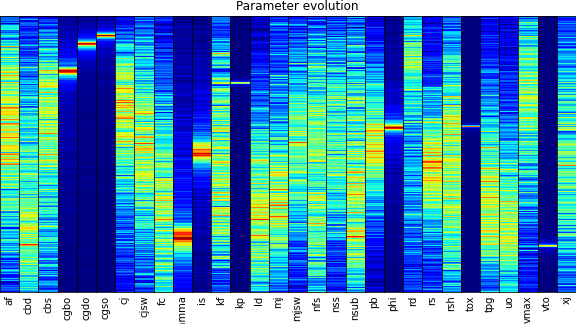 Parameter evolution
af
cbd
cbs
cgbo
cgdo
cgso
cj
cjsw
fc
is
kf
kp
ld
mj
mjsw
nfs
nss
nsub
pb
phi
rd
rs
rsh
tox
tpg
uo
vmax
vto
xj